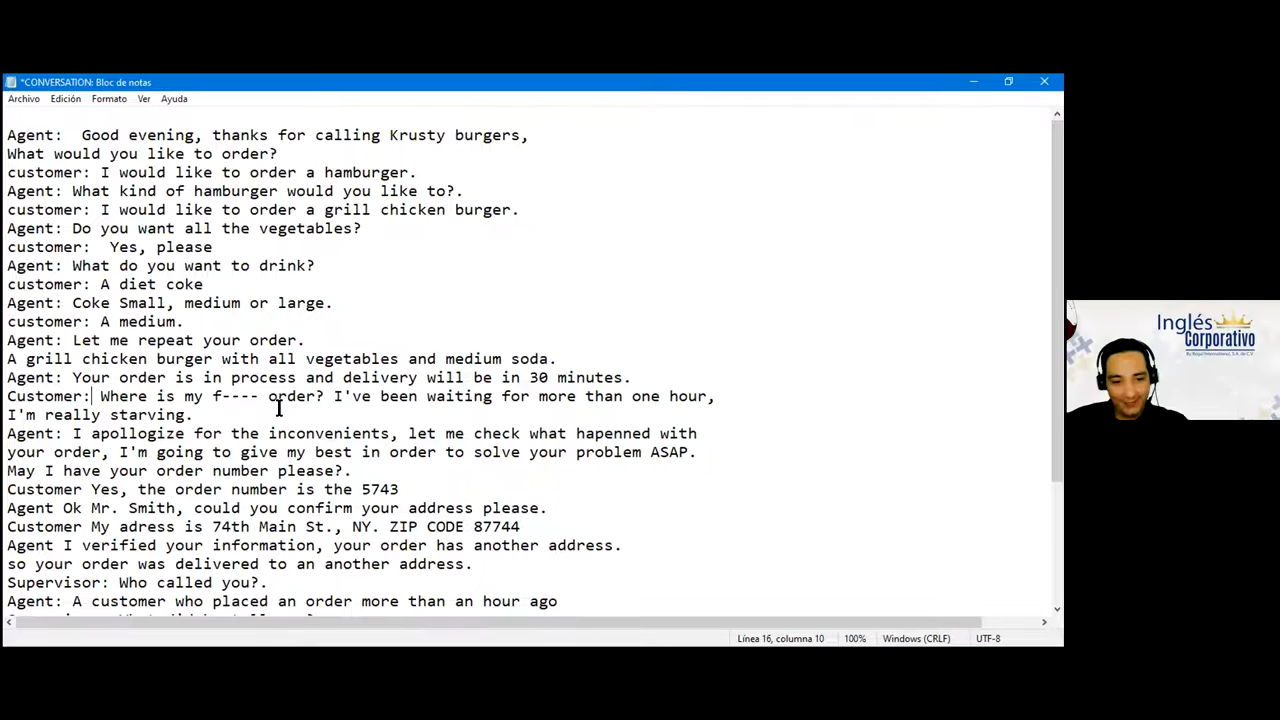 *CONVERSATION: Bloc de notas
Archivo Edición Formato Ver Ayuda
Agent:  Good evening, thanks for calling Krusty burgers,
What would you like to order?
customer: I would like to order a hamburger.
Agent: What kind of hamburger would you like to?.
customer: I would like to order a grill chicken burger.
Agent: Do you want all the vegetables?
customer:  Yes, please
Agent: What do you want to drink?
customer: A diet coke
Agent: Coke Small, medium or large.
customer: A medium.
Agent: Let me repeat your order.
A grill chicken burger with all vegetables and medium soda.
Agent: Your order is in process and delivery will be in 30 minutes.
Customer: Where is my f---- order? I've been waiting for more than one hour,
I'm really starving.
Agent: I apollogize for the inconvenients, let me check what hapenned with
your order, I'm going to give my best in order to solve your problem ASAP.
May I have your order number please?.
Customer Yes, the order number is the 5743
Agent Ok Mr. Smith, could you confirm your address please.
Customer My adress is 74th Main St., NY. ZIP CODE 87744
Agent I verified your information, your order has another address.
so your order was delivered to an another address.
Supervisor: Who called you?.
Agent: A customer who placed an order more than an hour ago
Línea 16, columna 10 100% Windows (CRLF) UTF-8
Inglés
Corporativo